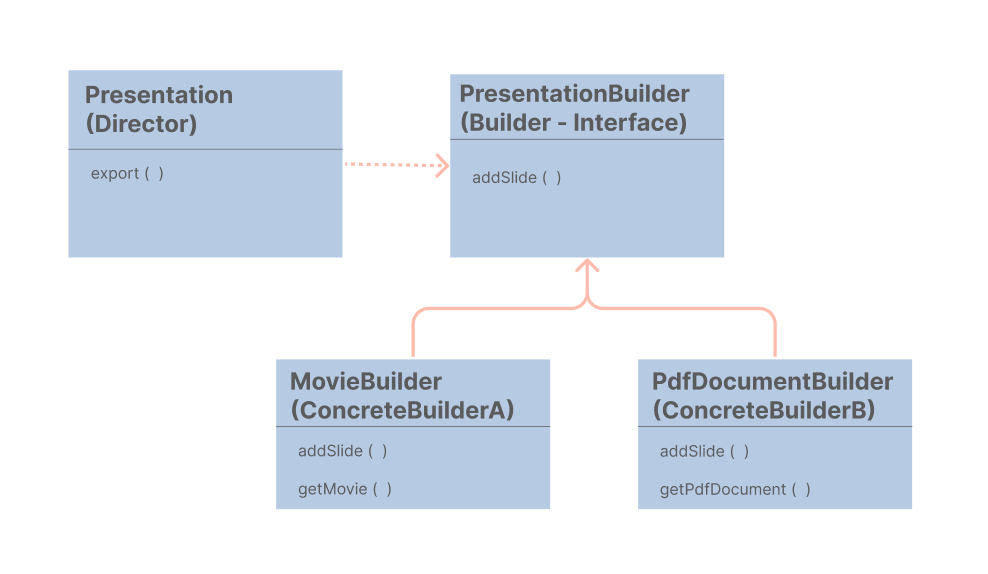 Presentation
(Director)
export (  )
PresentationBuilder
(Builder - Interface)
addSlide (  )
MovieBuilder
(ConcreteBuilderA)
addSlide (  )
getMovie (  )
PdfDocumentBuilder
(ConcreteBuilderB)
addSlide (  )
getPdfDocument (  )